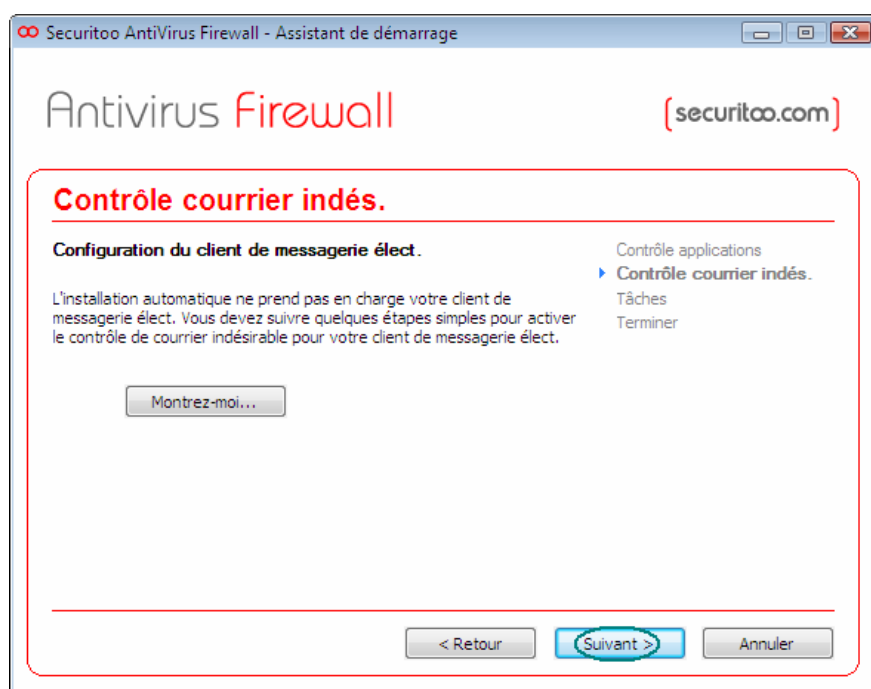 Securitoo AntiVirus Firewall - Assistant de démarrage
Antivirus Firewall
(securitoo.com)
Contrôle courrier indés.
Configuration du client de messagerie élect.
L'installation automatique ne prend pas en charge votre client de
messagerie élect. Vous devez suivre quelques étapes simples pour activer
le contrôle de courrier indésirable pour votre client de messagerie élect.
Montrez-moi...
Contrôle applications
Contrôle courrier indés.
Tâches
Terminer
< Retour
Suivant >
Annuler